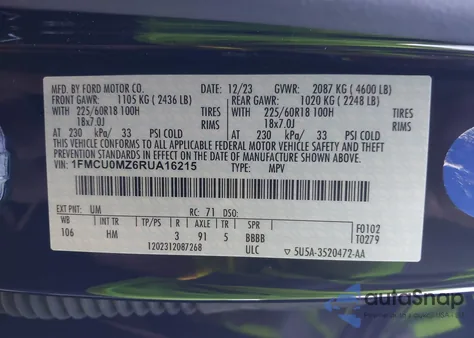 MFD. BY FORD MOTOR CO. 12/23 GVWR: 2087 KG ( 4600 LB)
FRONT GAWR: 1105 KG ( 2436 LB) REAR GAWR: 1020 KG ( 2248 LB)
WITH 225/60R18 100H WITH 225/60R18 100H
18x7.0J 18x7.0J
AT 230 kPa/ 33 PSI COLD AT 230 kPa/ 33 PSI COLD
THIS VEHICLE CONFORMS TO ALL APPLICABLE FEDERAL MOTOR VEHICLE SAFETY, BUMPER, AND
THEFT PREVENTION STANDARDS IN EFFECT ON THE DATE OF MANUFACTURE SHOWN ABOVE.
VIN: 1FMCU0MZ6RUA16215 TYPE: MPV
EXT PNT: UM RC: 71 DSO:
WB INT TR TP/PS R AXLE TR SPR
106 HM 3 91 5 BBBB
1202312087268 ULC
F0102
T0279
5U5A-3520472-AA
autoSnap